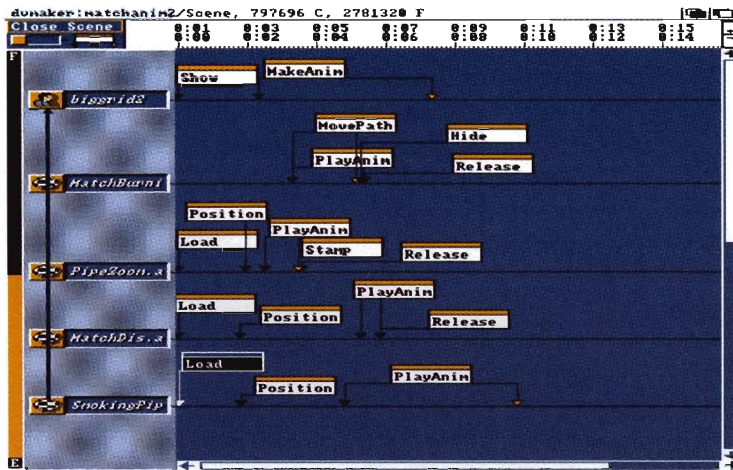 dvmaker:matchanim2/Scene, 797696 C, 2781320 F
Close Scene
0:01 0:03 0:05 0:07 0:09 0:11 0:13 0:15
0:00 0:02 0:04 0:06 0:08 0:10 0:12 0:14
F
Show
MakeAnim
biggrid2
MovePath
Hide
PlayAnim
Release
MatchBurni
Position
PlayAnim
Load
Stamp
Release
PipeZoom.a
PlayAnim
Load
Position
Release
MatchDis.a
Load
PlayAnim
Position
SmokingPip
E